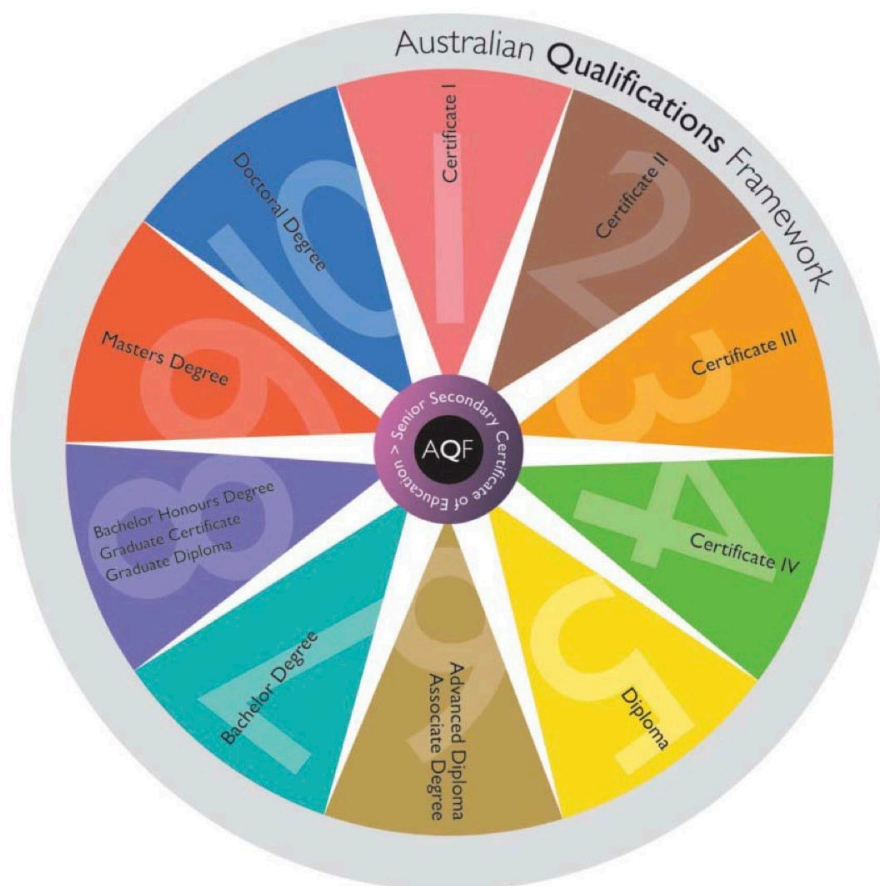 Australian Qualifications Framework
1
Certificate I
2
Certificate II
3
Certificate III
4
Certificate IV
5
Diploma
6
Advanced Diploma
Associate Degree
7
Bachelor Degree
8
Bachelor Honours Degree
Graduate Certificate
Graduate Diploma
9
Masters Degree
10
Doctoral Degree
Senior Secondary Certificate of Education <
AQF